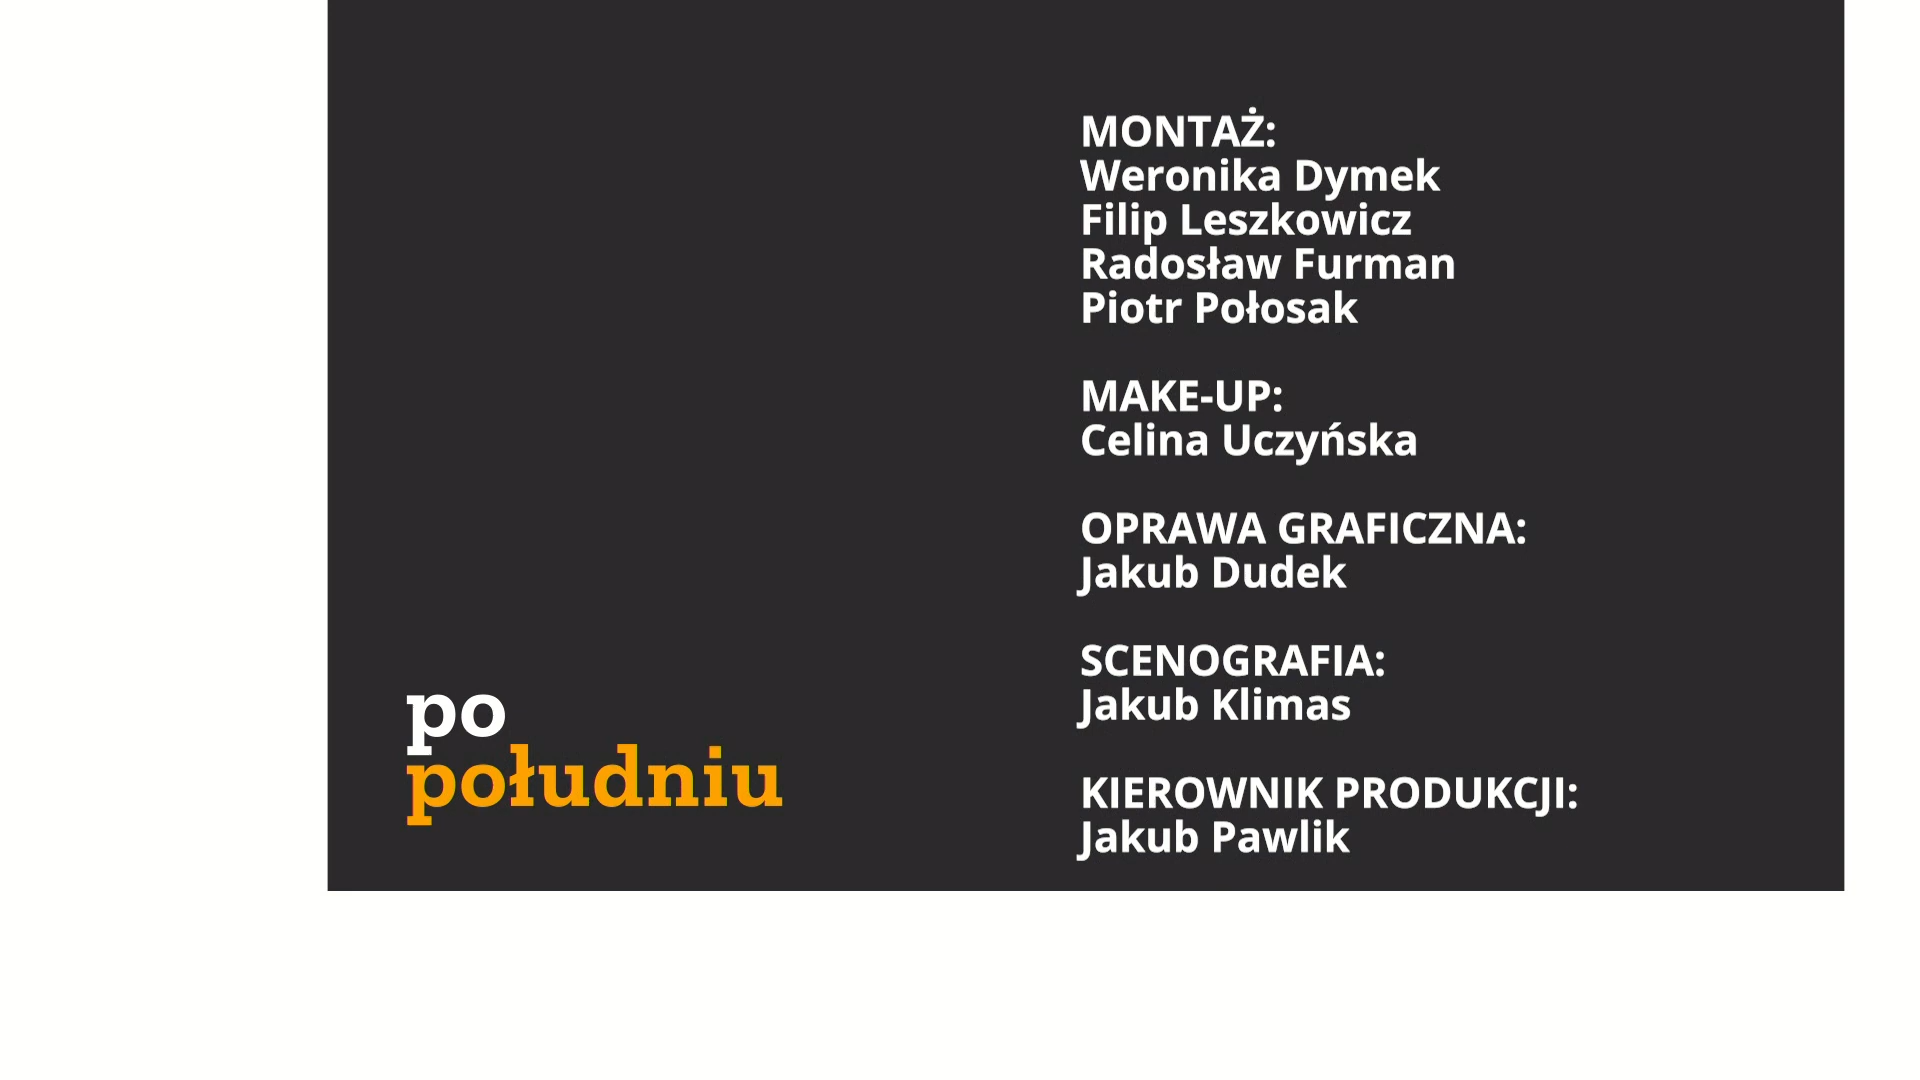 MONTAŻ:
Weronika Dymek
Filip Leszkowicz
Radosław Furman
Piotr Połosak
MAKE-UP:
Celina Uczyńska
OPRAWA GRAFICZNA:
Jakub Dudek
SCENOGRAFIA:
Jakub Klimas
KIEROWNIK PRODUKCJI:
Jakub Pawlik
po
południu